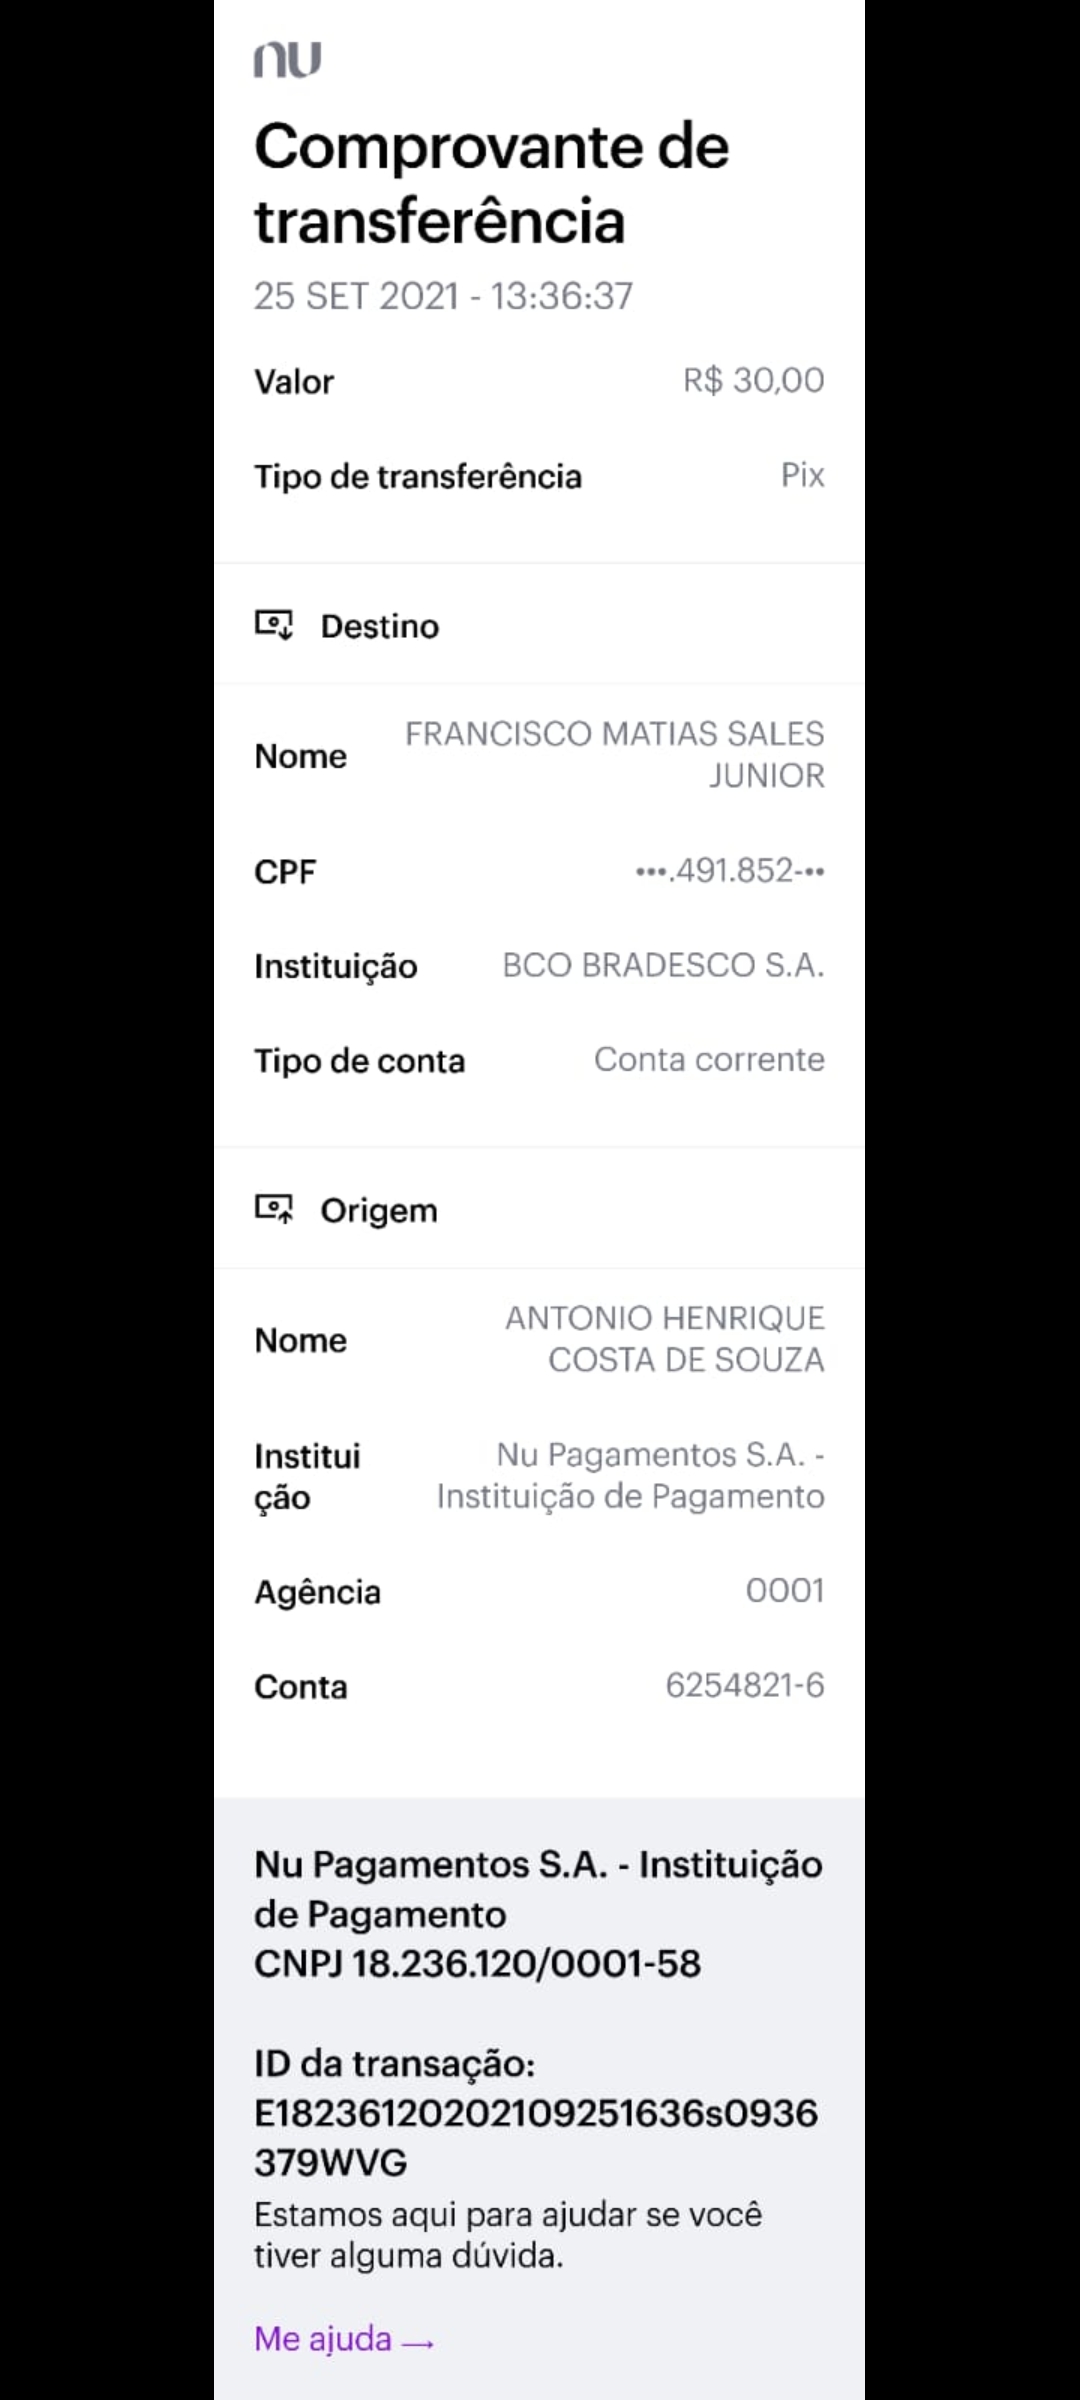 nu
Comprovante de
transferência
25 SET 2021 - 13:36:37
Valor R$ 30,00
Tipo de transferência Pix
Destino
Nome FRANCISCO MATIAS SALES
JUNIOR
CPF •••.491.852-••
Instituição BCO BRADESCO S.A.
Tipo de conta Conta corrente
Origem
Nome ANTONIO HENRIQUE
COSTA DE SOUZA
Institui Nu Pagamentos S.A. -
ção Instituição de Pagamento
Agência 0001
Conta 6254821-6
Nu Pagamentos S.A. - Instituição
de Pagamento
CNPJ 18.236.120/0001-58
ID da transação:
E18236120202109251636s0936
379WVG
Estamos aqui para ajudar se você
tiver alguma dúvida.
Me ajuda →